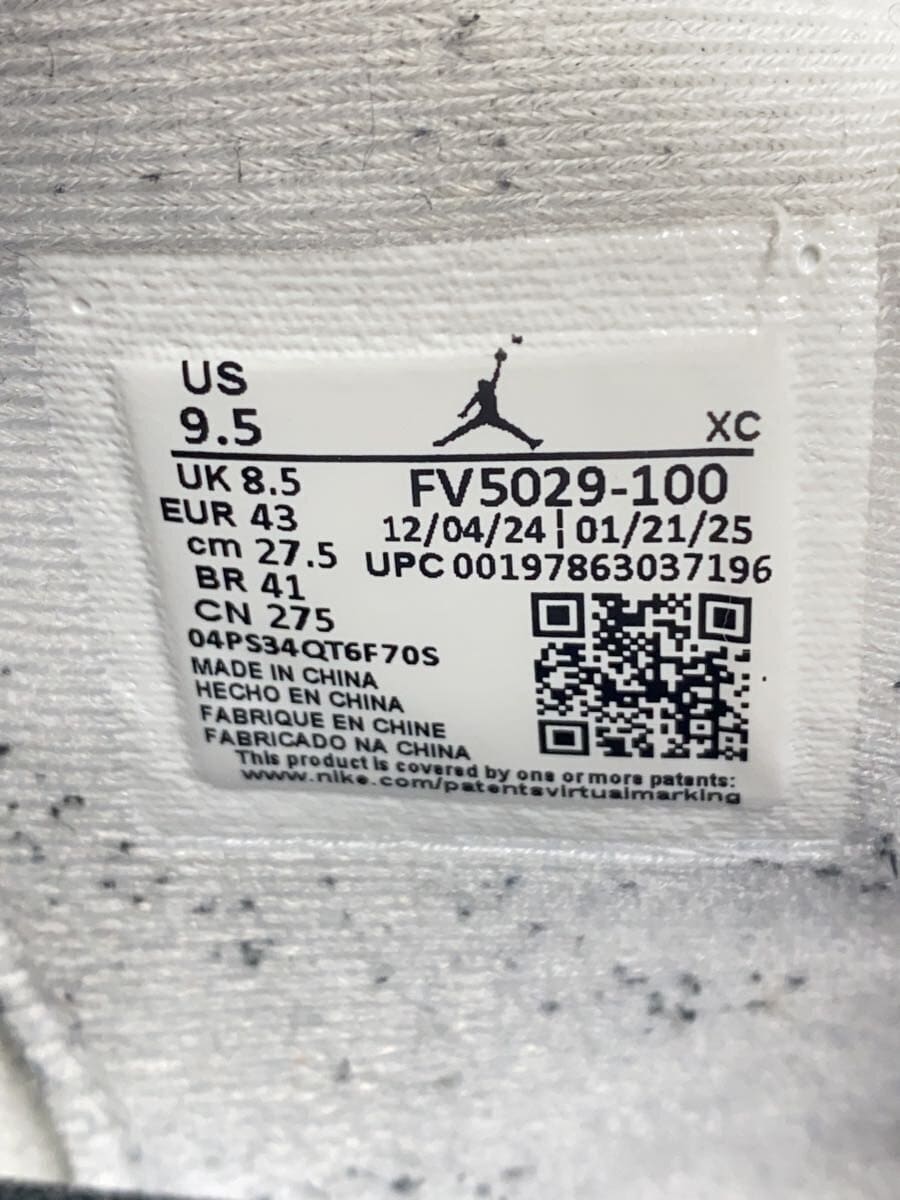 US
9.5
XC
UK 8.5
FV5029-100
EUR 43
12/04/24 | 01/21/25
cm 27.5
UPC 00197863037196
BR 41
CN 275
04PS34QT6F70S
MADE IN CHINA
HECHO EN CHINA
FABRIQUE EN CHINE
FABRICADO NA CHINA
This product is covered by one or more patents:
www.nike.com/patentsvirtualmarking